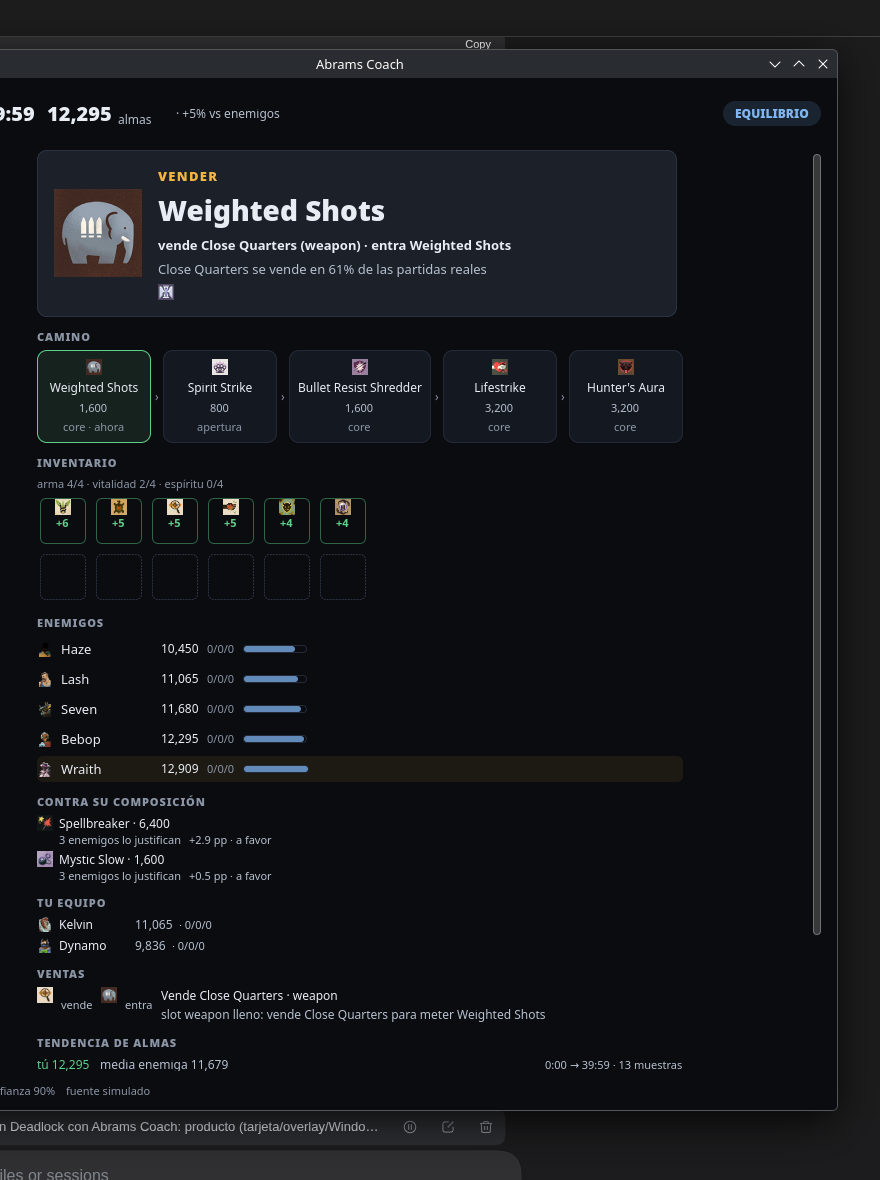 Copy
Abrams Coach
9:59 12,295 almas · +5% vs enemigos EQUILIBRIO
VENDER
Weighted Shots
vende Close Quarters (weapon) · entra Weighted Shots
Close Quarters se vende en 61% de las partidas reales
CAMINO
Weighted Shots › Spirit Strike › Bullet Resist Shredder › Lifestrike › Hunter's Aura
1,600 800 1,600 3,200 3,200
core · ahora apertura core core core
INVENTARIO
arma 4/4 · vitalidad 2/4 · espíritu 0/4
+6 +5 +5 +5 +4 +4
ENEMIGOS
Haze 10,450 0/0/0
Lash 11,065 0/0/0
Seven 11,680 0/0/0
Bebop 12,295 0/0/0
Wraith 12,909 0/0/0
CONTRA SU COMPOSICIÓN
Spellbreaker · 6,400
3 enemigos lo justifican +2.9 pp · a favor
Mystic Slow · 1,600
3 enemigos lo justifican +0.5 pp · a favor
TU EQUIPO
Kelvin 11,065 · 0/0/0
Dynamo 9,836 · 0/0/0
VENTAS
vende entra Vende Close Quarters · weapon
slot weapon lleno: vende Close Quarters para meter Weighted Shots
TENDENCIA DE ALMAS
tú 12,295 media enemiga 11,679 0:00 → 39:59 · 13 muestras
fianza 90% fuente simulado
n Deadlock con Abrams Coach: producto (tarjeta/overlay/Windo…
iles or sessions